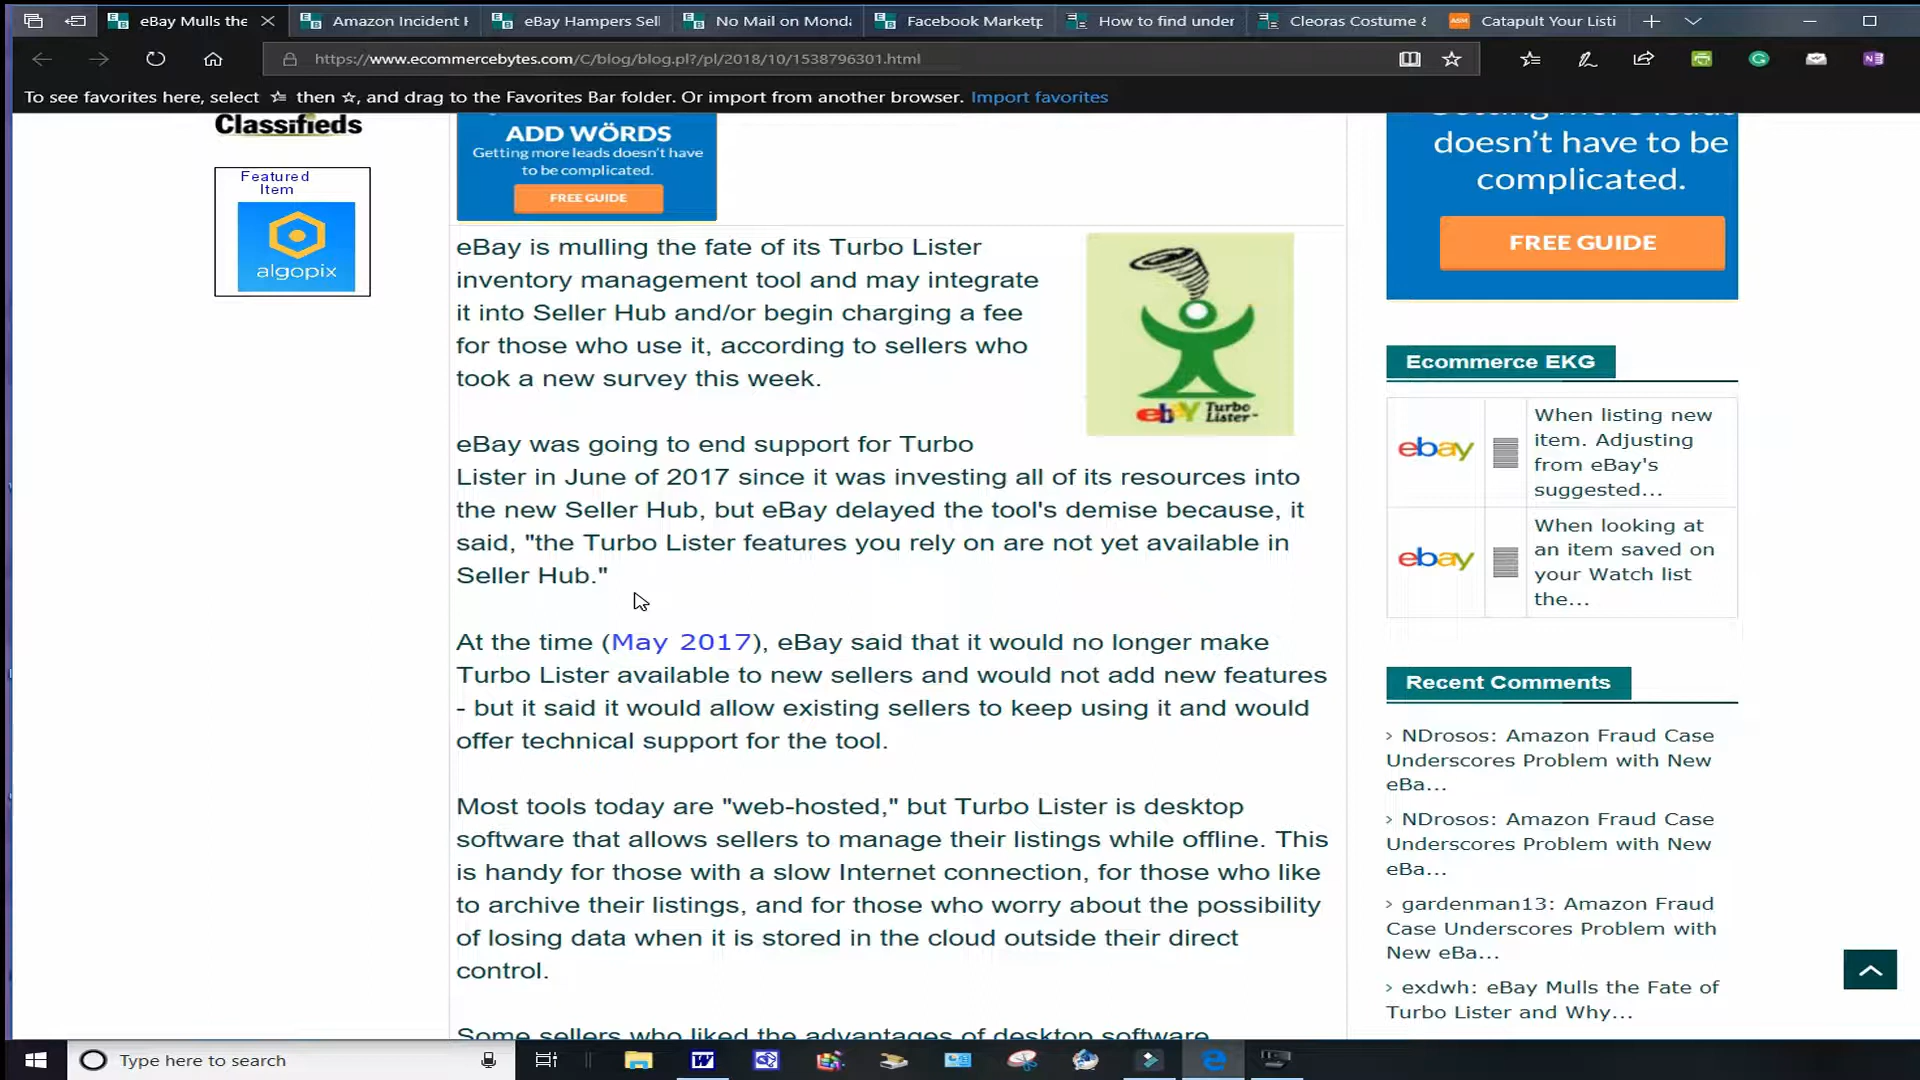 eBay Mulls the
Amazon Incident
eBay Hampers Sell
No Mail on Monda
Facebook Marketp
How to find under
Cleoras Costume &
ASM
Catapult Your Listi
https://www.ecommercebytes.com/C/blog/blog.pl?/pl/2018/10/1538796301.html
To see favorites here, select then , and drag to the Favorites Bar folder. Or import from another browser. Import favorites
Classifieds
Featured
Item
algopix
ADD WÖRDS
Getting more leads doesn't have
to be complicated.
FREE GUIDE
eBay is mulling the fate of its Turbo Lister
inventory management tool and may integrate
it into Seller Hub and/or begin charging a fee
for those who use it, according to sellers who
took a new survey this week.
ebay Turbo
Lister
eBay was going to end support for Turbo
Lister in June of 2017 since it was investing all of its resources into
the new Seller Hub, but eBay delayed the tool's demise because, it
said, "the Turbo Lister features you rely on are not yet available in
Seller Hub."
At the time (May 2017), eBay said that it would no longer make
Turbo Lister available to new sellers and would not add new features
- but it said it would allow existing sellers to keep using it and would
offer technical support for the tool.
Most tools today are "web-hosted," but Turbo Lister is desktop
software that allows sellers to manage their listings while offline. This
is handy for those with a slow Internet connection, for those who like
to archive their listings, and for those who worry about the possibility
of losing data when it is stored in the cloud outside their direct
control.
Some sellers who liked the advantages of desktop software
Getting more leads
doesn't have to be
complicated.
FREE GUIDE
Ecommerce EKG
ebay
When listing new
item. Adjusting
from eBay's
suggested...
ebay
When looking at
an item saved on
your Watch list
the...
Recent Comments
› NDrosos: Amazon Fraud Case
Underscores Problem with New
eBa...
› NDrosos: Amazon Fraud Case
Underscores Problem with New
eBa...
› gardenman13: Amazon Fraud
Case Underscores Problem with
New eBa...
› exdwh: eBay Mulls the Fate of
Turbo Lister and Why...
Type here to search